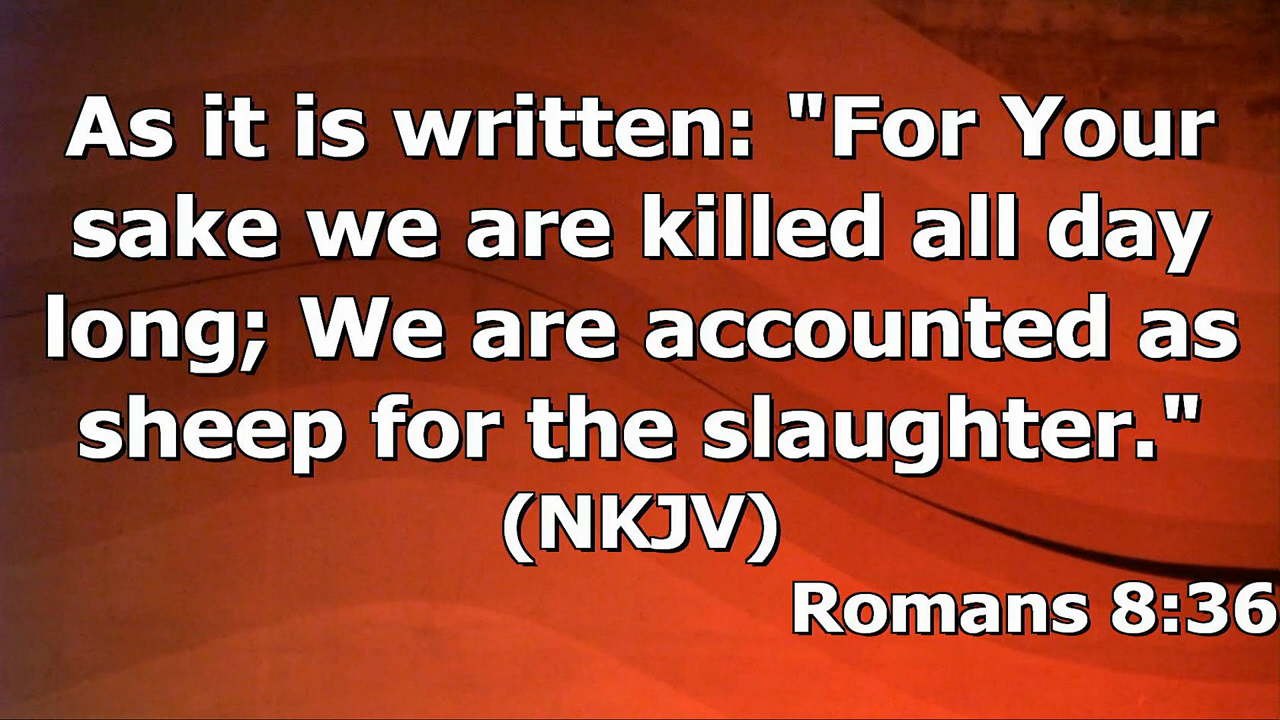 As it is written: "For Your
sake we are killed all day
long; We are accounted as
sheep for the slaughter."
(NKJV)
Romans 8:36